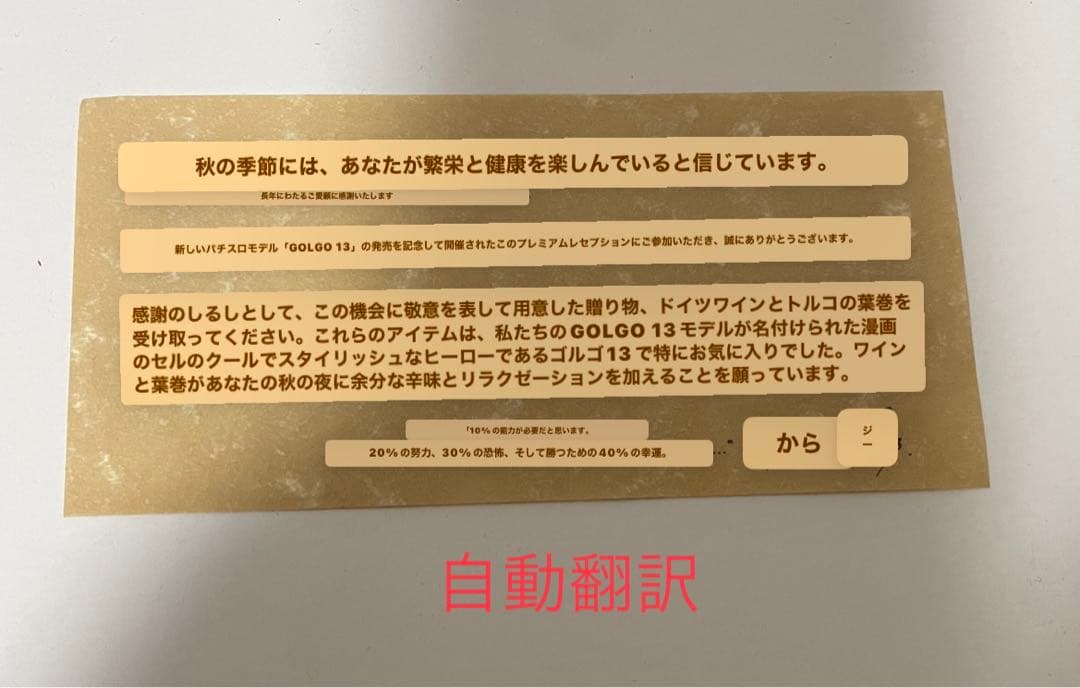 秋の季節には、あなたが繁栄と健康を楽しんでいると信じています。
長年にわたるご愛顧に感謝いたします
新しいパチスロモデル「GOLGO 13」の発売を記念して開催されたこのプレミアムレセプションにご参加いただき、誠にありがとうございます。
感謝のしるしとして、この機会に敬意を表して用意した贈り物、ドイツワインとトルコの葉巻を
受け取ってください。これらのアイテムは、私たちのGOLGO 13モデルが名付けられた漫画
のセルのクールでスタイリッシュなヒーローであるゴルゴ13で特にお気に入りでした。ワイン
と葉巻があなたの秋の夜に余分な辛味とリラクゼーションを加えることを願っています。
「10%の能力が必要だと思います。
20%の努力、30%の恐怖、そして勝つための40%の幸運。
..."
から
ジー
自動翻訳